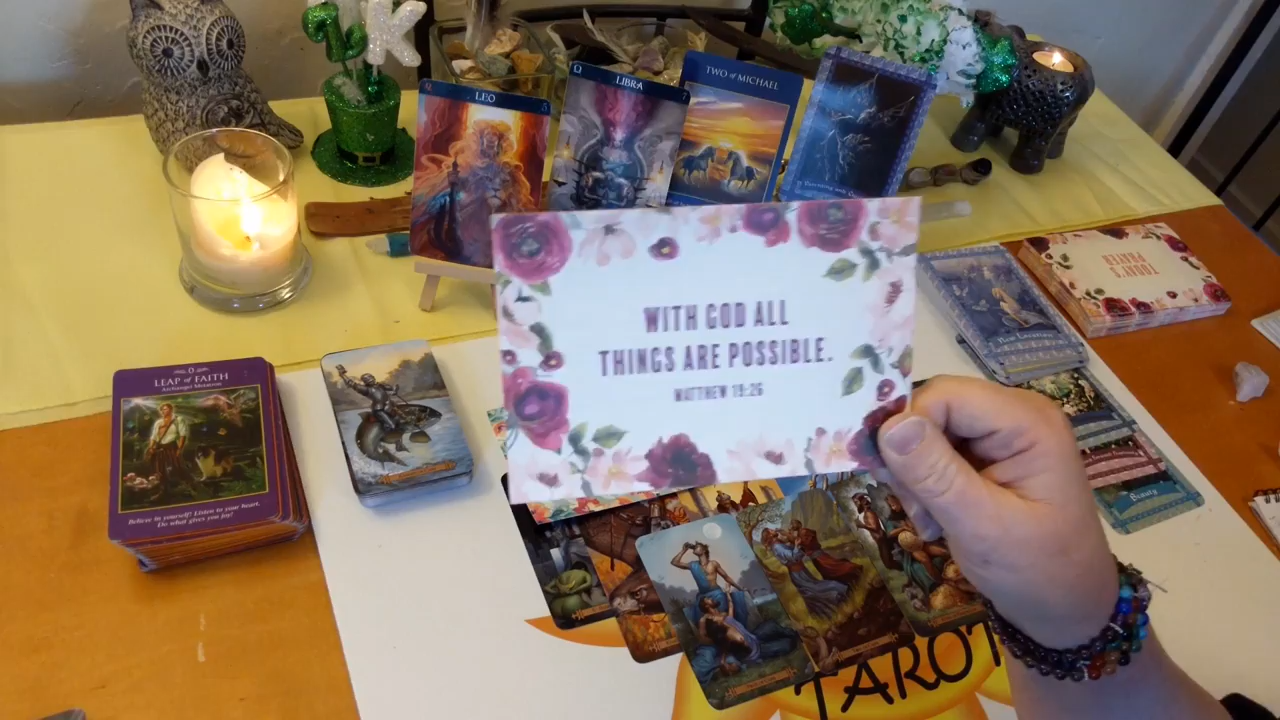 K
LEO
LIBRA
TWO of MICHAEL
WITH GOD ALL
THINGS ARE POSSIBLE.
MATTHEW 19:26
TODAY'S
PRAYER
0
LEAP of FAITH
Archangel Metatron
Believe in yourself! Listen to your heart.
Do what gives you joy!
Beauty
TAROT